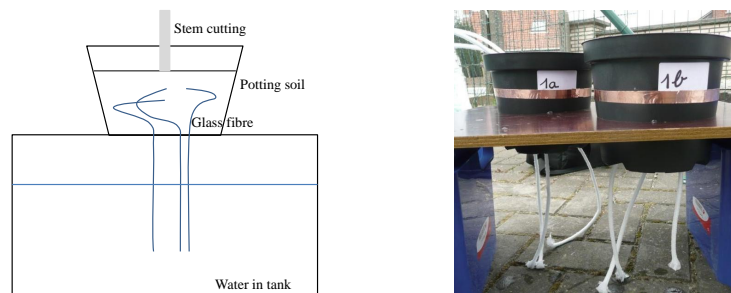 Stem cutting
Potting soil
Glass fibre
Water in tank
1a
1b